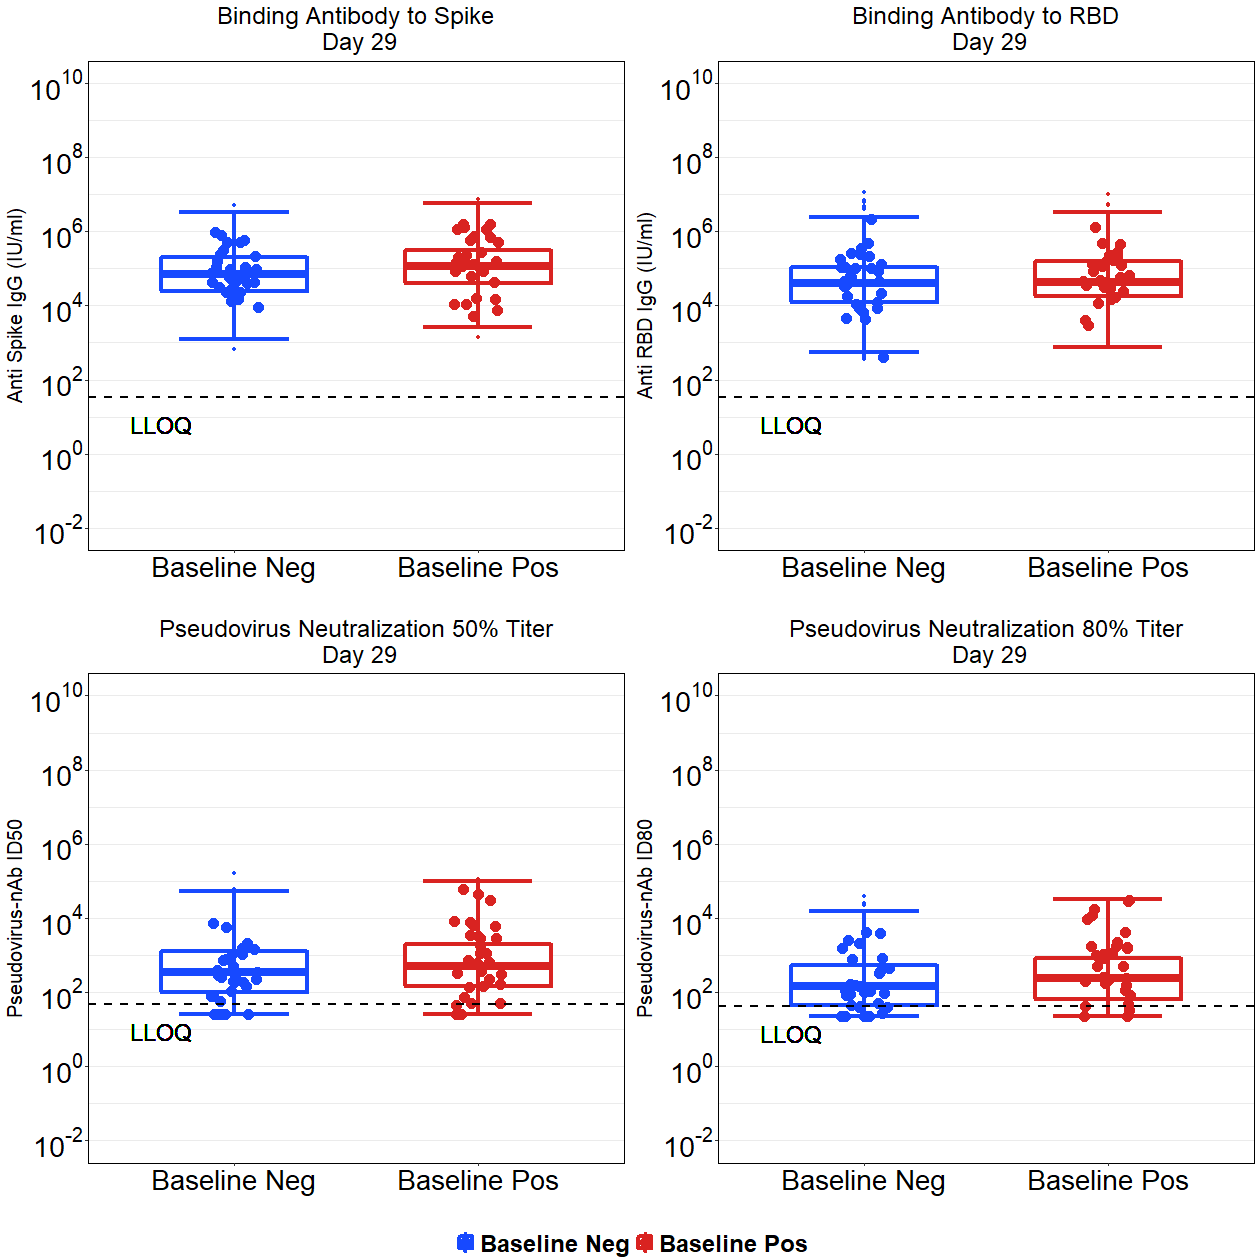 Binding Antibody to Spike
Day 29
Anti Spike IgG (IU/ml)
10^10
10^8
10^6
10^4
10^2
10^0
10^-2
LLOQ
Baseline Neg
Baseline Pos
Binding Antibody to RBD
Day 29
Anti RBD IgG (IU/ml)
10^10
10^8
10^6
10^4
10^2
10^0
10^-2
LLOQ
Baseline Neg
Baseline Pos
Pseudovirus Neutralization 50% Titer
Day 29
Pseudovirus-nAb ID50
10^10
10^8
10^6
10^4
10^2
10^0
10^-2
LLOQ
Baseline Neg
Baseline Pos
Pseudovirus Neutralization 80% Titer
Day 29
Pseudovirus-nAb ID80
10^10
10^8
10^6
10^4
10^2
10^0
10^-2
LLOQ
Baseline Neg
Baseline Pos
Baseline Neg Baseline Pos